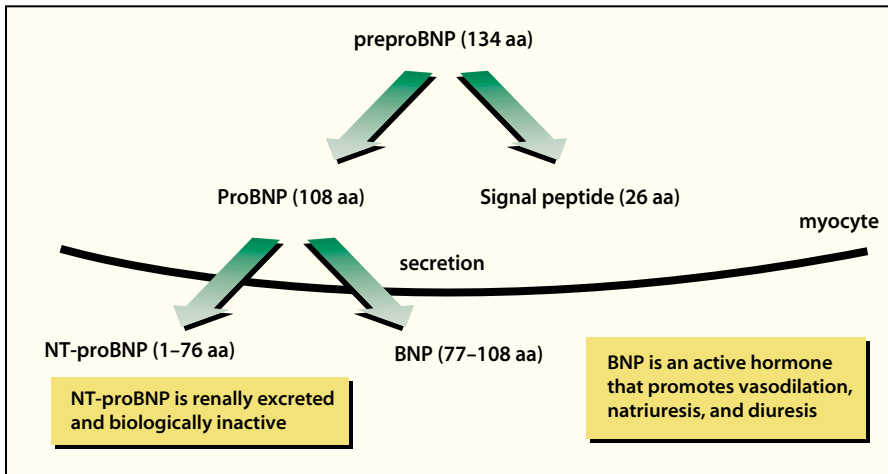 preproBNP (134 aa)
ProBNP (108 aa)
Signal peptide (26 aa)
myocyte
secretion
NT-proBNP (1–76 aa)
BNP (77–108 aa)
NT-proBNP is renally excreted
and biologically inactive
BNP is an active hormone
that promotes vasodilation,
natriuresis, and diuresis